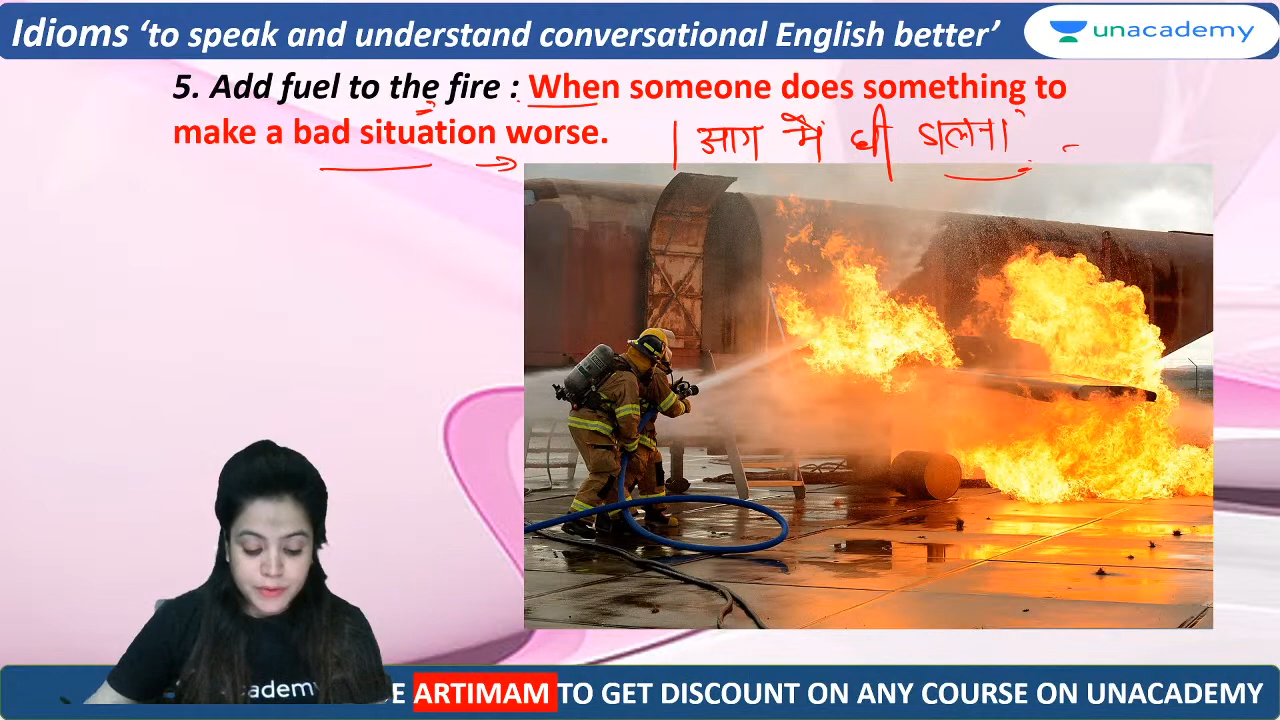 Idioms ‘to speak and understand conversational English better’
unacademy
5. Add fuel to the fire : When someone does something to
make a bad situation worse.
आग में घी डालना
academy
E ARTIMAM TO GET DISCOUNT ON ANY COURSE ON UNACADEMY